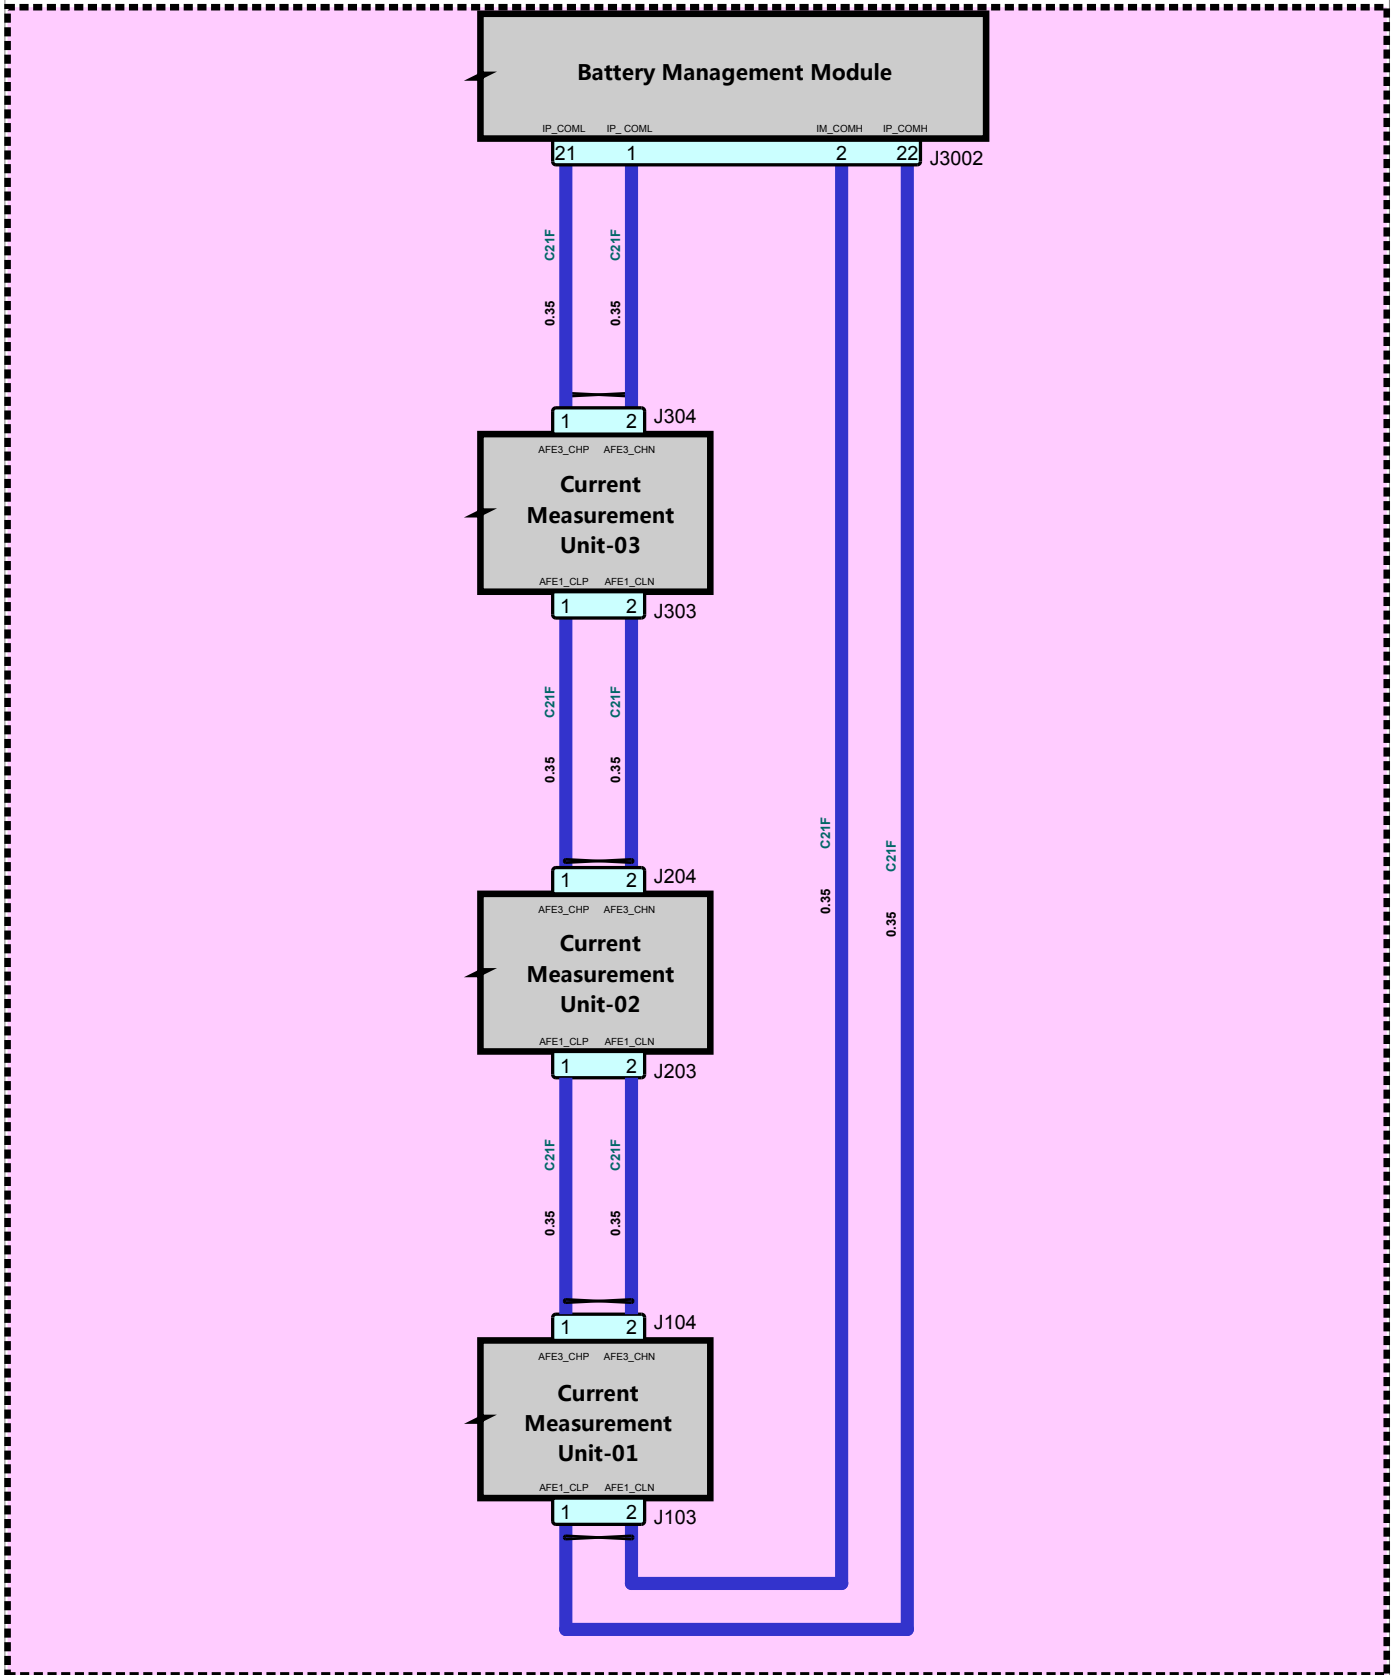 Battery Management Module
IP_COML IP_ COML IM_COMH IP_COMH
21 1 2 22 J3002
C21F C21F
0.35 0.35
1 2 J304
AFE3_CHP AFE3_CHN
Current
Measurement
Unit-03
AFE1_CLP AFE1_CLN
1 2 J303
C21F C21F
0.35 0.35
C21F C21F
0.35 0.35
1 2 J204
AFE3_CHP AFE3_CHN
Current
Measurement
Unit-02
AFE1_CLP AFE1_CLN
1 2 J203
C21F C21F
0.35 0.35
1 2 J104
AFE3_CHP AFE3_CHN
Current
Measurement
Unit-01
AFE1_CLP AFE1_CLN
1 2 J103